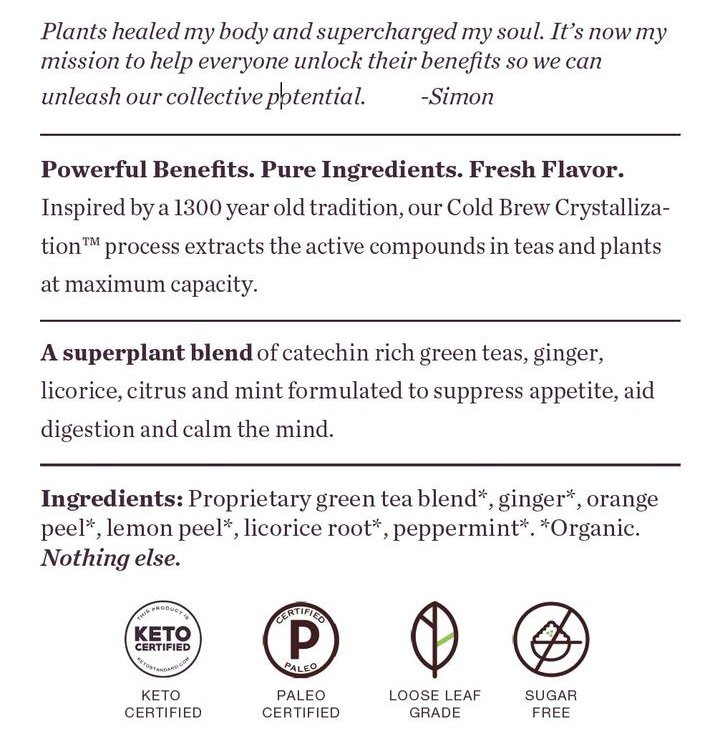 Plants healed my body and supercharged my soul. It's now my
mission to help everyone unlock their benefits so we can
unleash our collective potential. -Simon
Powerful Benefits. Pure Ingredients. Fresh Flavor.
Inspired by a 1300 year old tradition, our Cold Brew Crystalliza-
tion™ process extracts the active compounds in teas and plants
at maximum capacity.
A superplant blend of catechin rich green teas, ginger,
licorice, citrus and mint formulated to suppress appetite, aid
digestion and calm the mind.
Ingredients: Proprietary green tea blend*, ginger*, orange
peel*, lemon peel*, licorice root*, peppermint*. *Organic.
Nothing else.
THIS PRODUCT IS
KETO
CERTIFIED
KETOSTANDARD.COM
CERTIFIED
P
PALEO
KETO
CERTIFIED
PALEO
CERTIFIED
LOOSE LEAF
GRADE
SUGAR
FREE